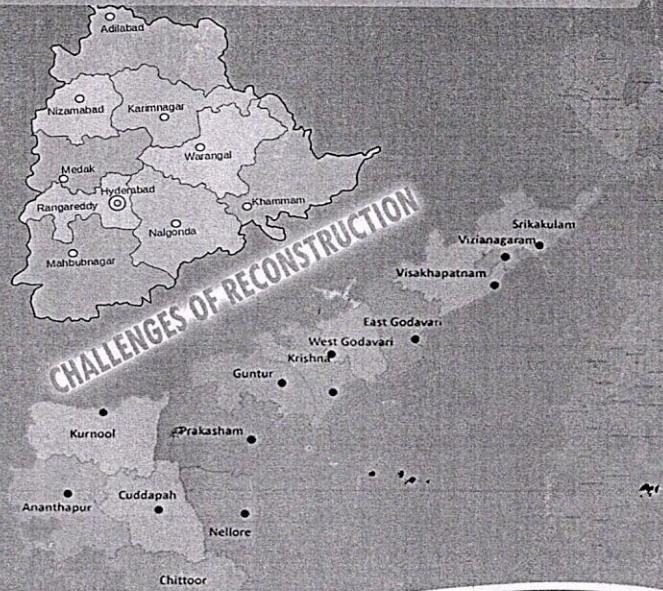 Adilabad
Nizamabad
Karimnagar
Warangal
Medak
Hyderabad
Rangareddy
Khammam
Nalgonda
Mahbubnagar
CHALLENGES OF RECONSTRUCTION
Srikakulam
Vizianagaram
Visakhapatnam
East Godavari
West Godavari
Krishna
Guntur
Kurnool
Prakasham
Ananthapur
Cuddapah
Nellore
Chittoor